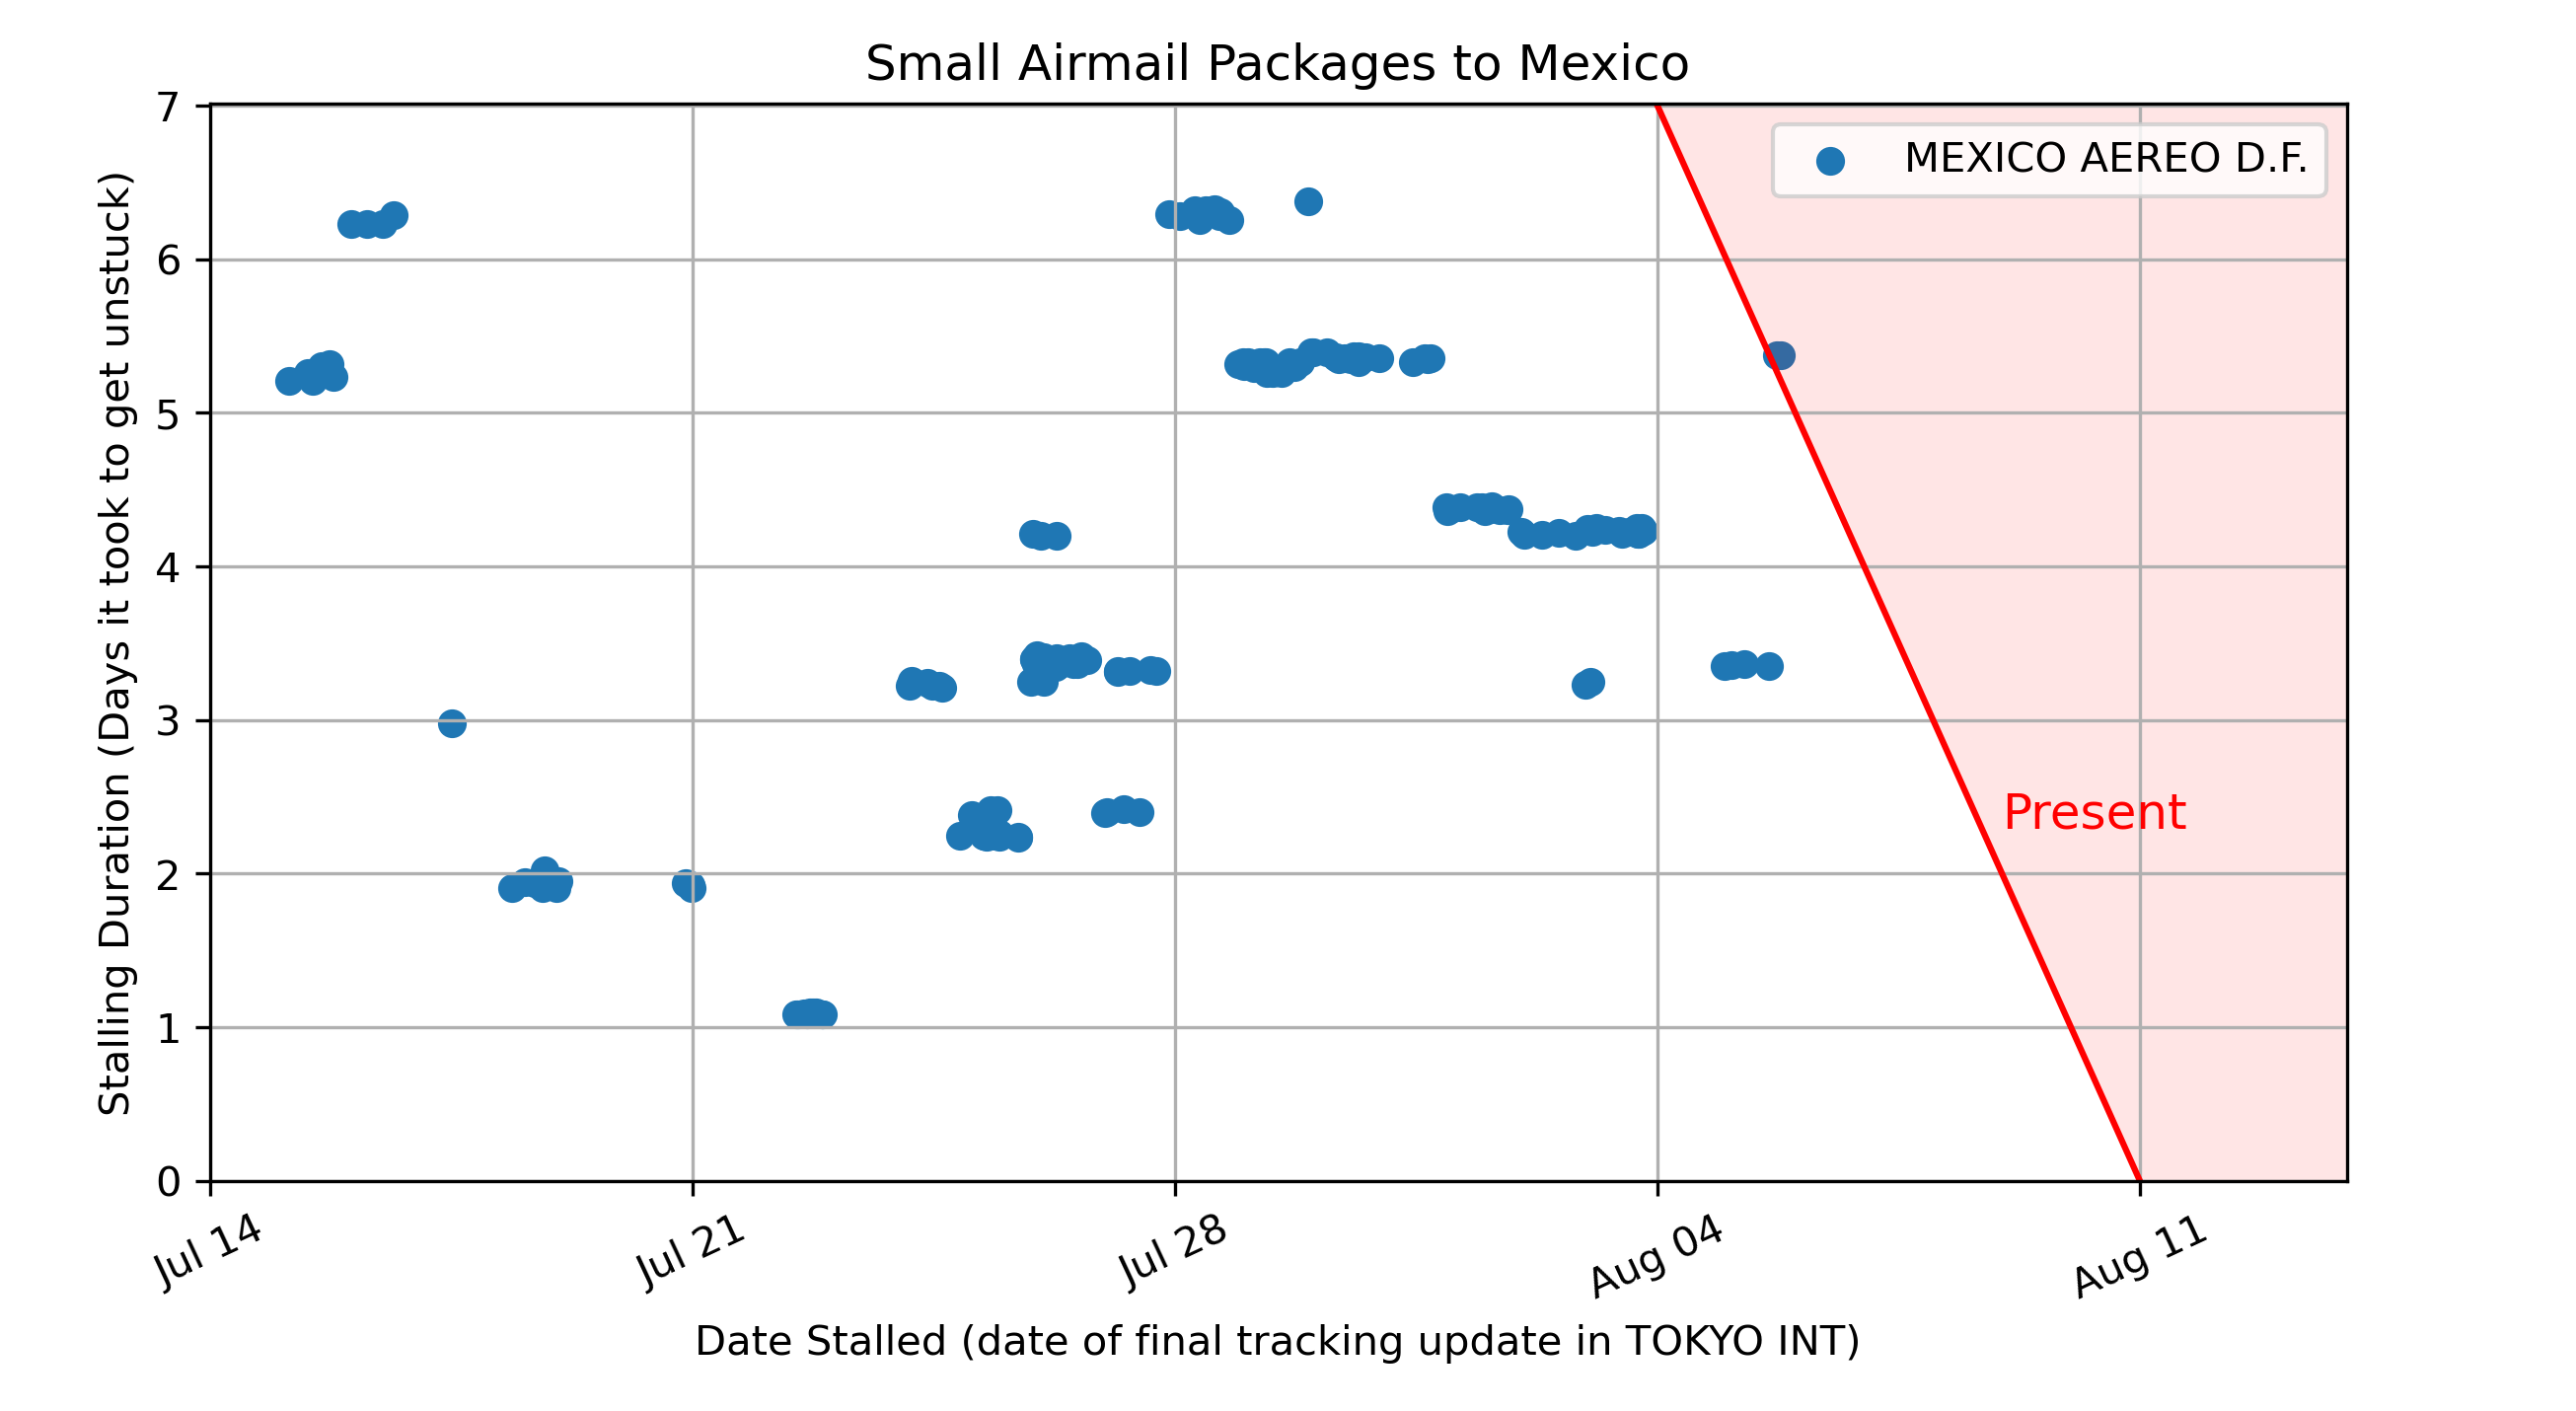 Small Airmail Packages to Mexico
Stalling Duration (Days it took to get unstuck)
7
6
5
4
3
2
1
0
MEXICO AEREO D.F.
Present
Jul 14
Jul 21
Jul 28
Aug 04
Aug 11
Date Stalled (date of final tracking update in TOKYO INT)